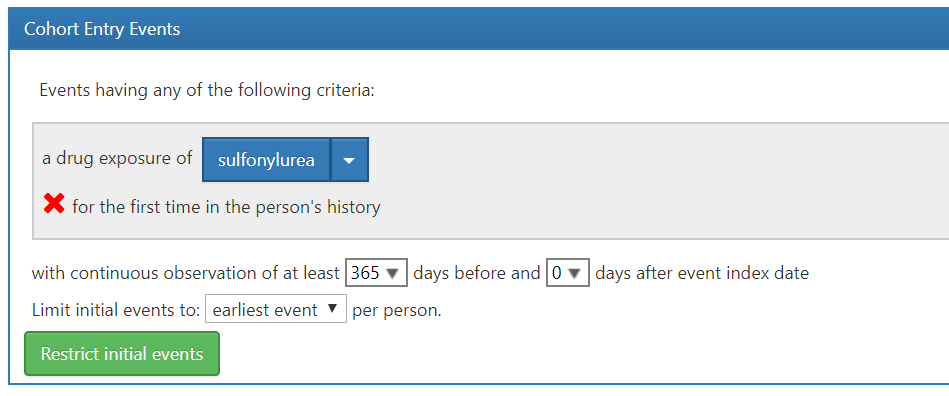 Cohort Entry Events
Events having any of the following criteria:
a drug exposure of sulfonylurea
for the first time in the person's history
with continuous observation of at least 365 days before and 0 days after event index date
Limit initial events to: earliest event per person.
Restrict initial events